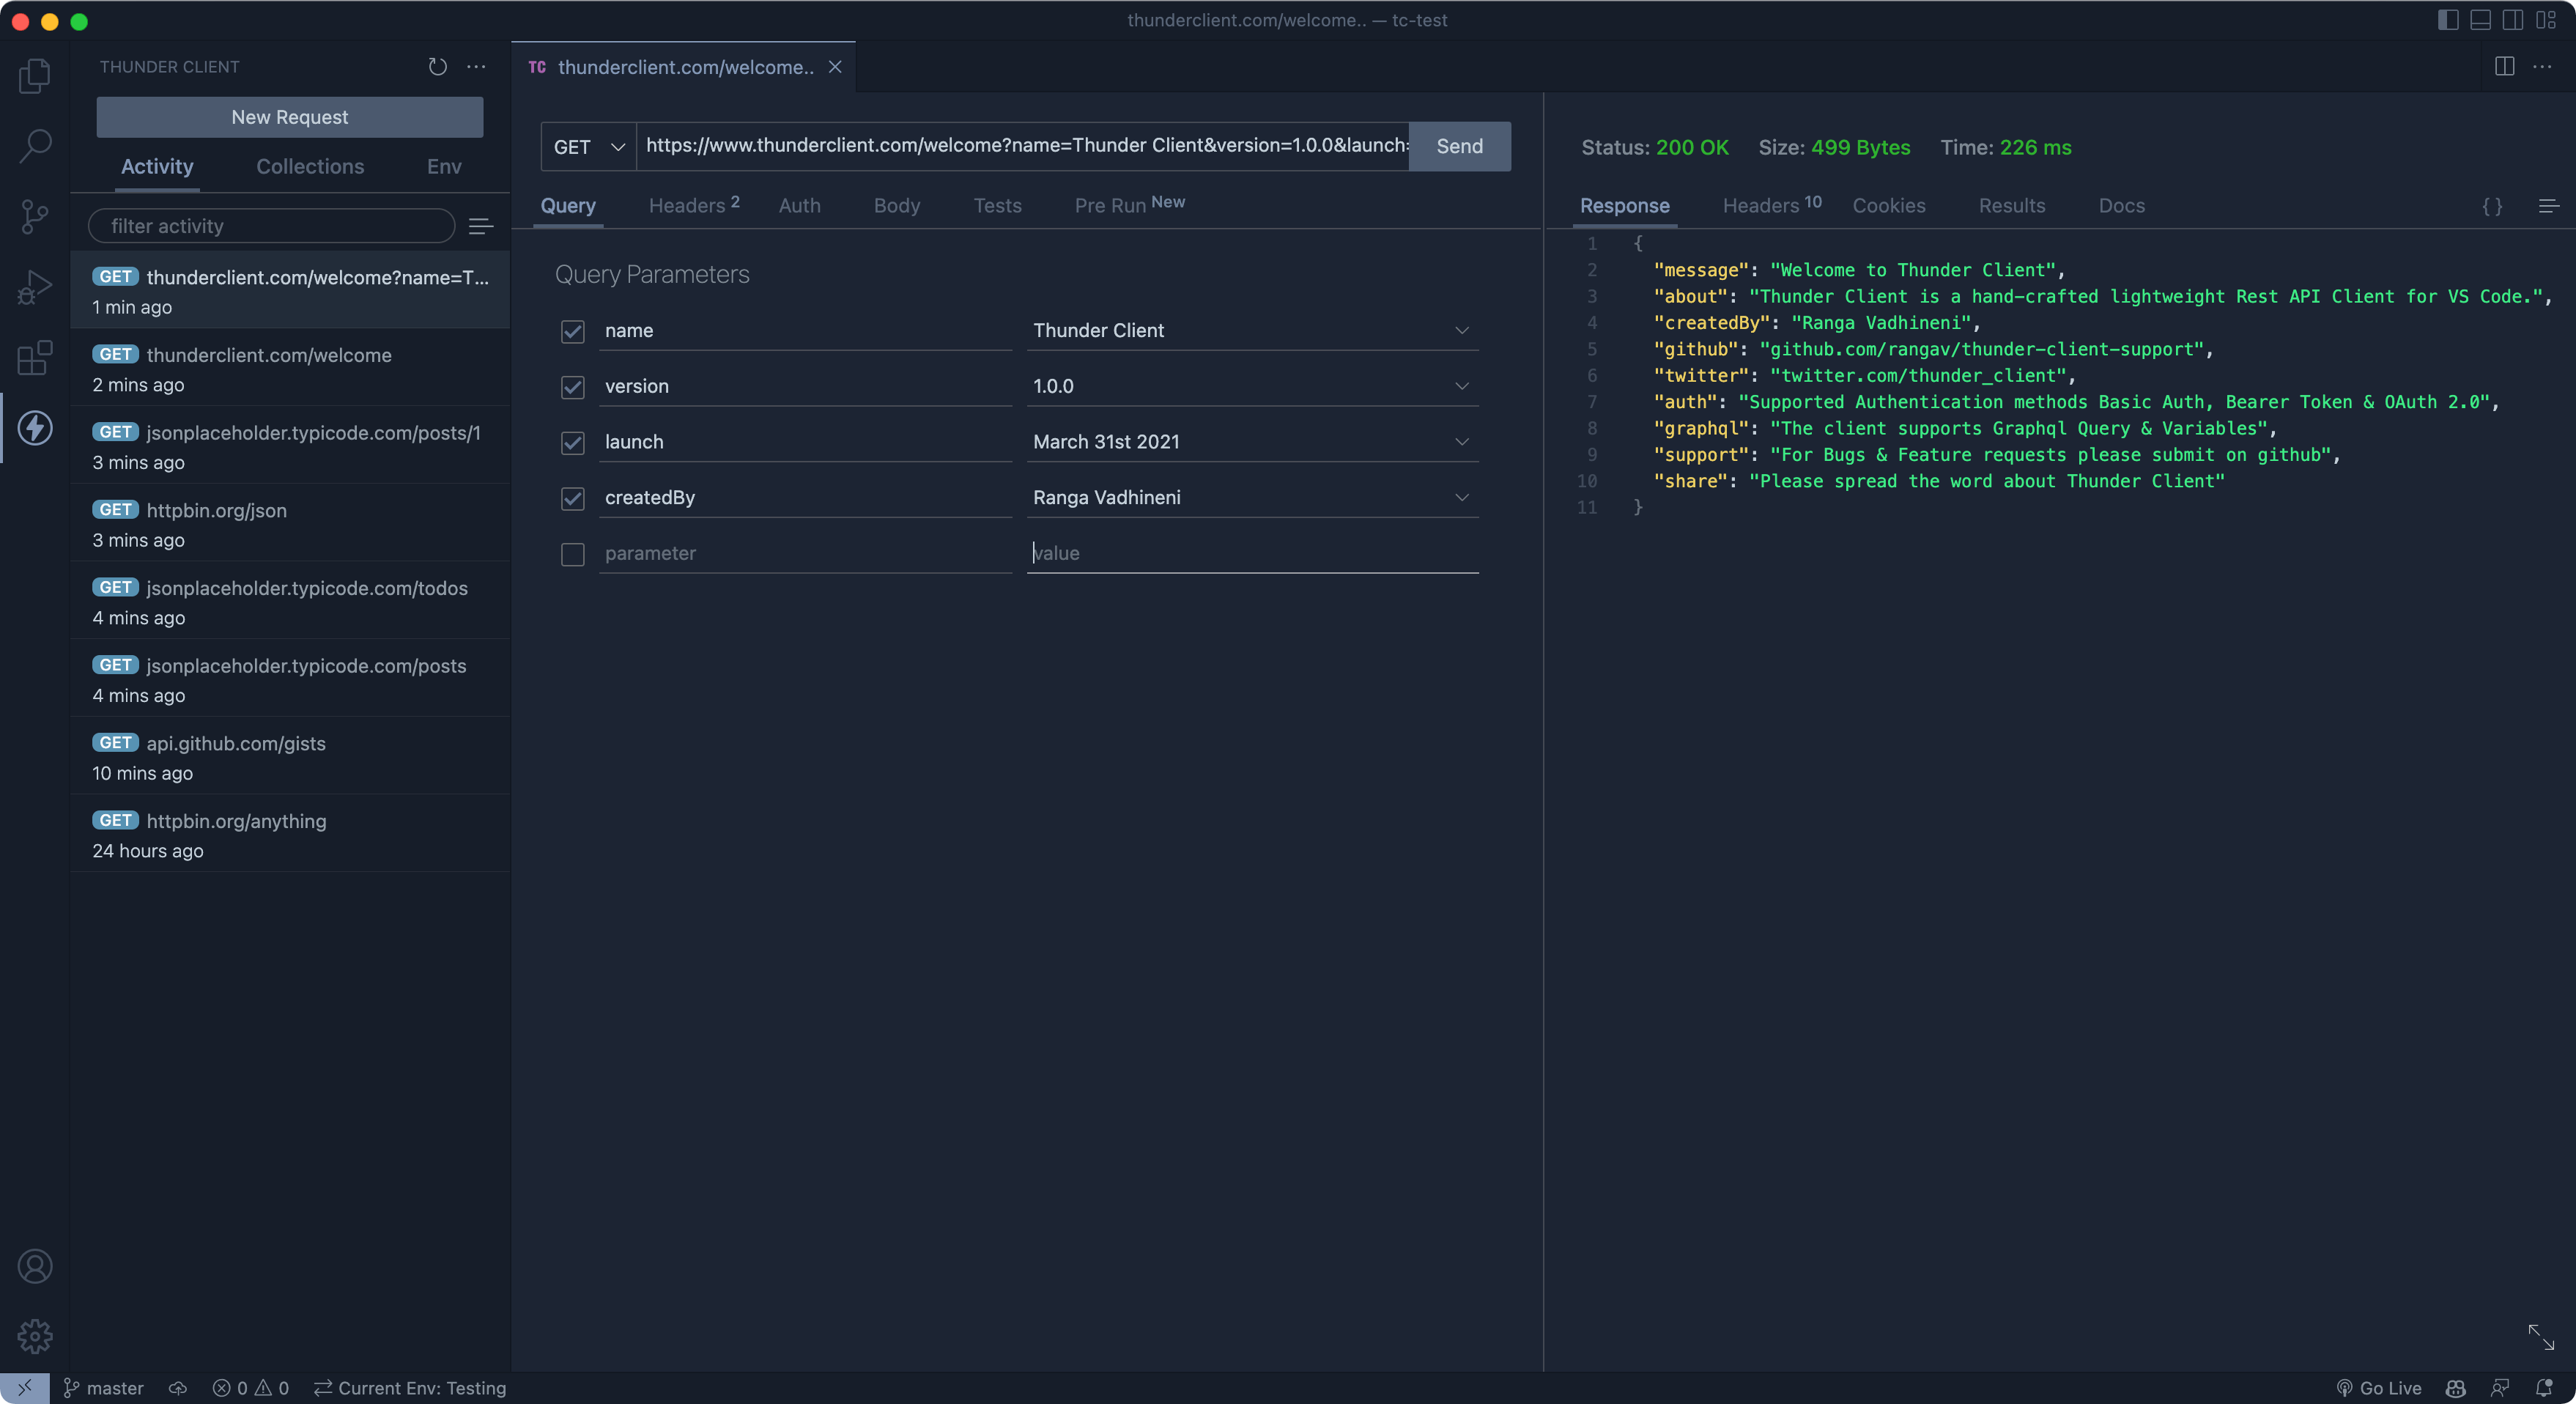 thunderclient.com/welcome.. — tc-test
THUNDER CLIENT
New Request
Activity
Collections
Env
filter activity
GET thunderclient.com/welcome?name=T...
1 min ago
GET thunderclient.com/welcome
2 mins ago
GET jsonplaceholder.typicode.com/posts/1
3 mins ago
GET httpbin.org/json
3 mins ago
GET jsonplaceholder.typicode.com/todos
4 mins ago
GET jsonplaceholder.typicode.com/posts
4 mins ago
GET api.github.com/gists
10 mins ago
GET httpbin.org/anything
24 hours ago
TC thunderclient.com/welcome..
GET https://www.thunderclient.com/welcome?name=Thunder Client&version=1.0.0&launch= Send
Query Headers 2 Auth Body Tests Pre Run New
Query Parameters
name Thunder Client
version 1.0.0
launch March 31st 2021
createdBy Ranga Vadhineni
parameter value
Status: 200 OK Size: 499 Bytes Time: 226 ms
Response Headers 10 Cookies Results Docs { }
1 {
2 "message": "Welcome to Thunder Client",
3 "about": "Thunder Client is a hand-crafted lightweight Rest API Client for VS Code.",
4 "createdBy": "Ranga Vadhineni",
5 "github": "github.com/rangav/thunder-client-support",
6 "twitter": "twitter.com/thunder_client",
7 "auth": "Supported Authentication methods Basic Auth, Bearer Token & OAuth 2.0",
8 "graphql": "The client supports Graphql Query & Variables",
9 "support": "For Bugs & Feature requests please submit on github",
10 "share": "Please spread the word about Thunder Client"
11 }
master 0 0 Current Env: Testing
Go Live